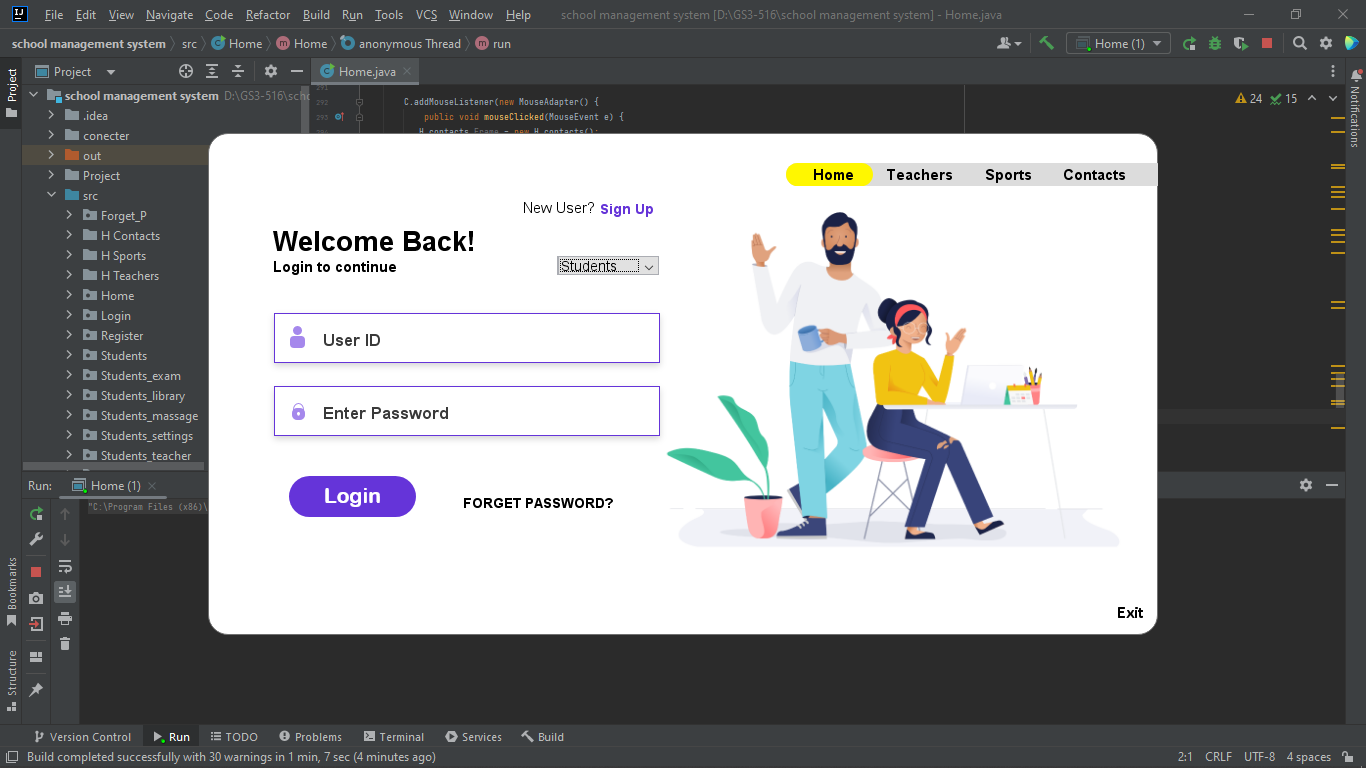 File Edit View Navigate Code Refactor Build Run Tools VCS Window Help school management system [D:\GS3-516\school management system] - Home.java
school management system src Home Home anonymous Thread run Home (1)
Project Home.java
Project
Notifications
school management system D:\GS3-516\scho
.idea
conecter
out
Project
src
Forget_P
H Contacts
H Sports
H Teachers
Home
Login
Register
Students
Students_exam
Students_library
Students_massage
Students_settings
Students_teacher
291
292 C.addMouseListener(new MouseAdapter() {
293 public void mouseClicked(MouseEvent e) {
H_contacts Frame = new H_contacts();
24 15
Home Teachers Sports Contacts
New User? Sign Up
Welcome Back!
Login to continue
Students
User ID
Enter Password
Login
FORGET PASSWORD?
Exit
Run: Home (1)
"C:\Program Files (x86)\
Bookmarks
Structure
Version Control Run TODO Problems Terminal Services Build
Build completed successfully with 30 warnings in 1 min, 7 sec (4 minutes ago) 2:1 CRLF UTF-8 4 spaces